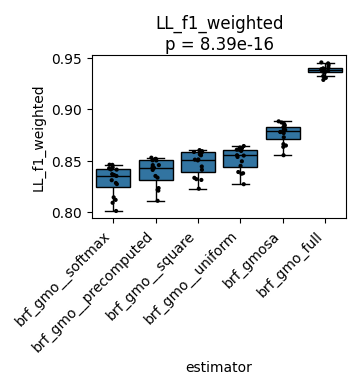 LL_f1_weighted
p = 8.39e-16
LL_f1_weighted
0.95
0.90
0.85
0.80
brf_gmo__softmax
brf_gmo__precomputed
brf_gmo__square
brf_gmo__uniform
brf_gmosa
brf_gmo_full
estimator